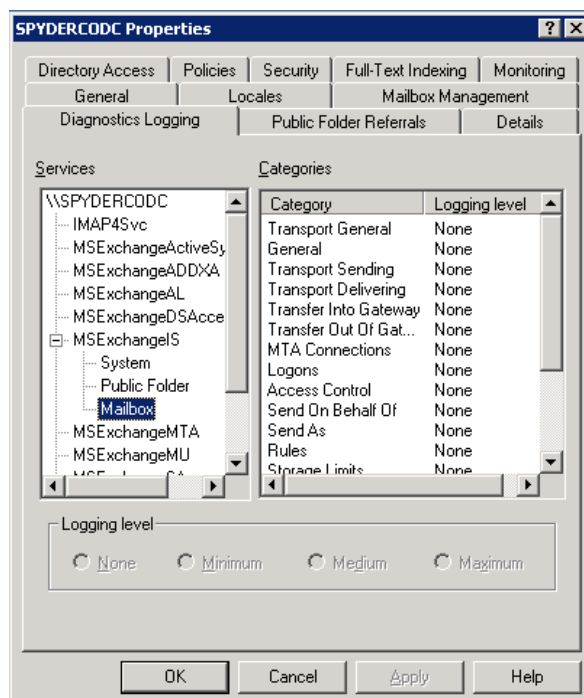 SPYDERCODC Properties
Directory Access Policies Security Full-Text Indexing Monitoring
General Locales Mailbox Management
Diagnostics Logging Public Folder Referrals Details
Services Categories
\\SPYDERCODC
IMAP4Svc
MSExchangeActiveSy
MSExchangeADDXA
MSExchangeAL
MSExchangeDSAcce
MSExchangeIS
System
Public Folder
Mailbox
MSExchangeMTA
MSExchangeMU
Category Logging level
Transport General None
General None
Transport Sending None
Transport Delivering None
Transfer Into Gateway None
Transfer Out Of Gat... None
MTA Connections None
Logons None
Access Control None
Send On Behalf Of None
Send As None
Rules None
Storage Limits None
Logging level
None Minimum Medium Maximum
OK Cancel Apply Help